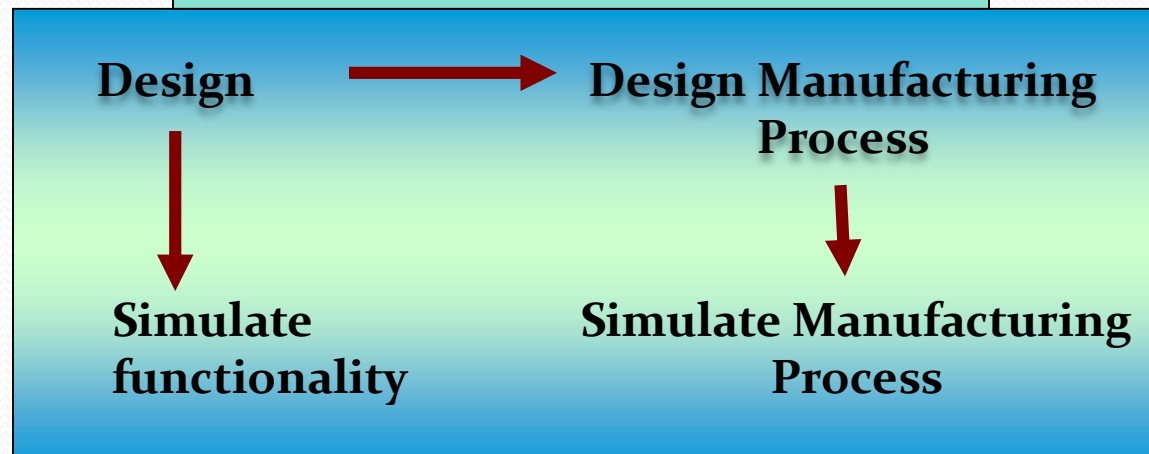 Design
Design Manufacturing
Process
Simulate
functionality
Simulate Manufacturing
Process